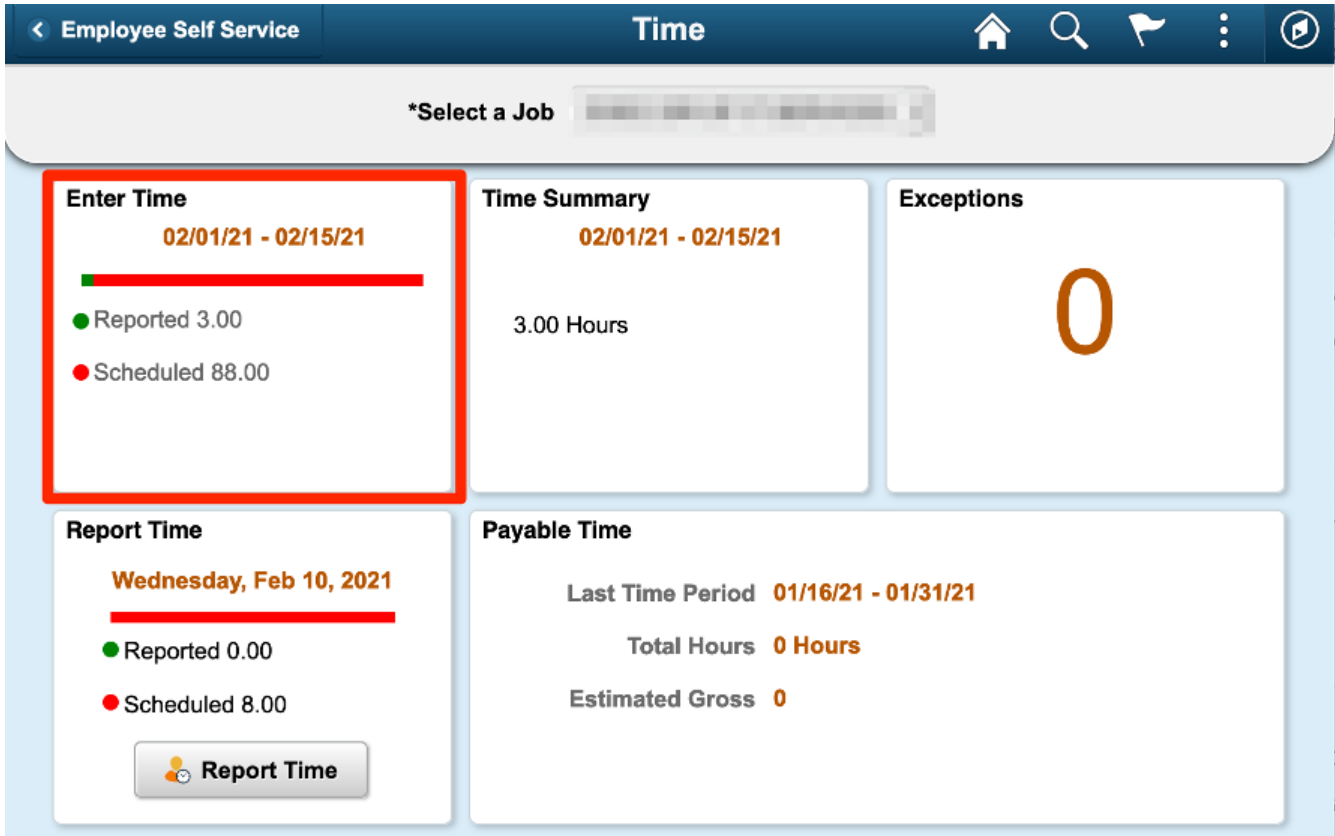 Employee Self Service
Time
*Select a Job
Enter Time
02/01/21 - 02/15/21
Reported 3.00
Scheduled 88.00
Time Summary
02/01/21 - 02/15/21
3.00 Hours
Exceptions
0
Report Time
Wednesday, Feb 10, 2021
Reported 0.00
Scheduled 8.00
Report Time
Payable Time
Last Time Period 01/16/21 - 01/31/21
Total Hours 0 Hours
Estimated Gross 0